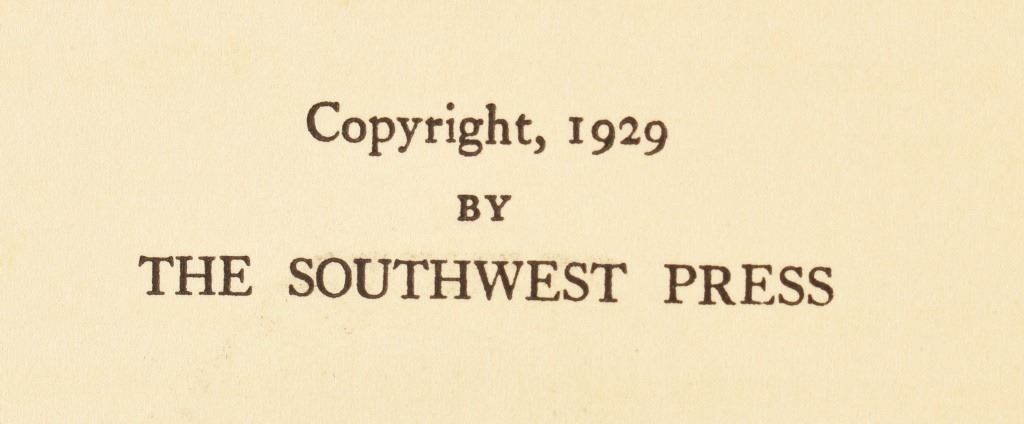 Copyright, 1929
BY
THE SOUTHWEST PRESS